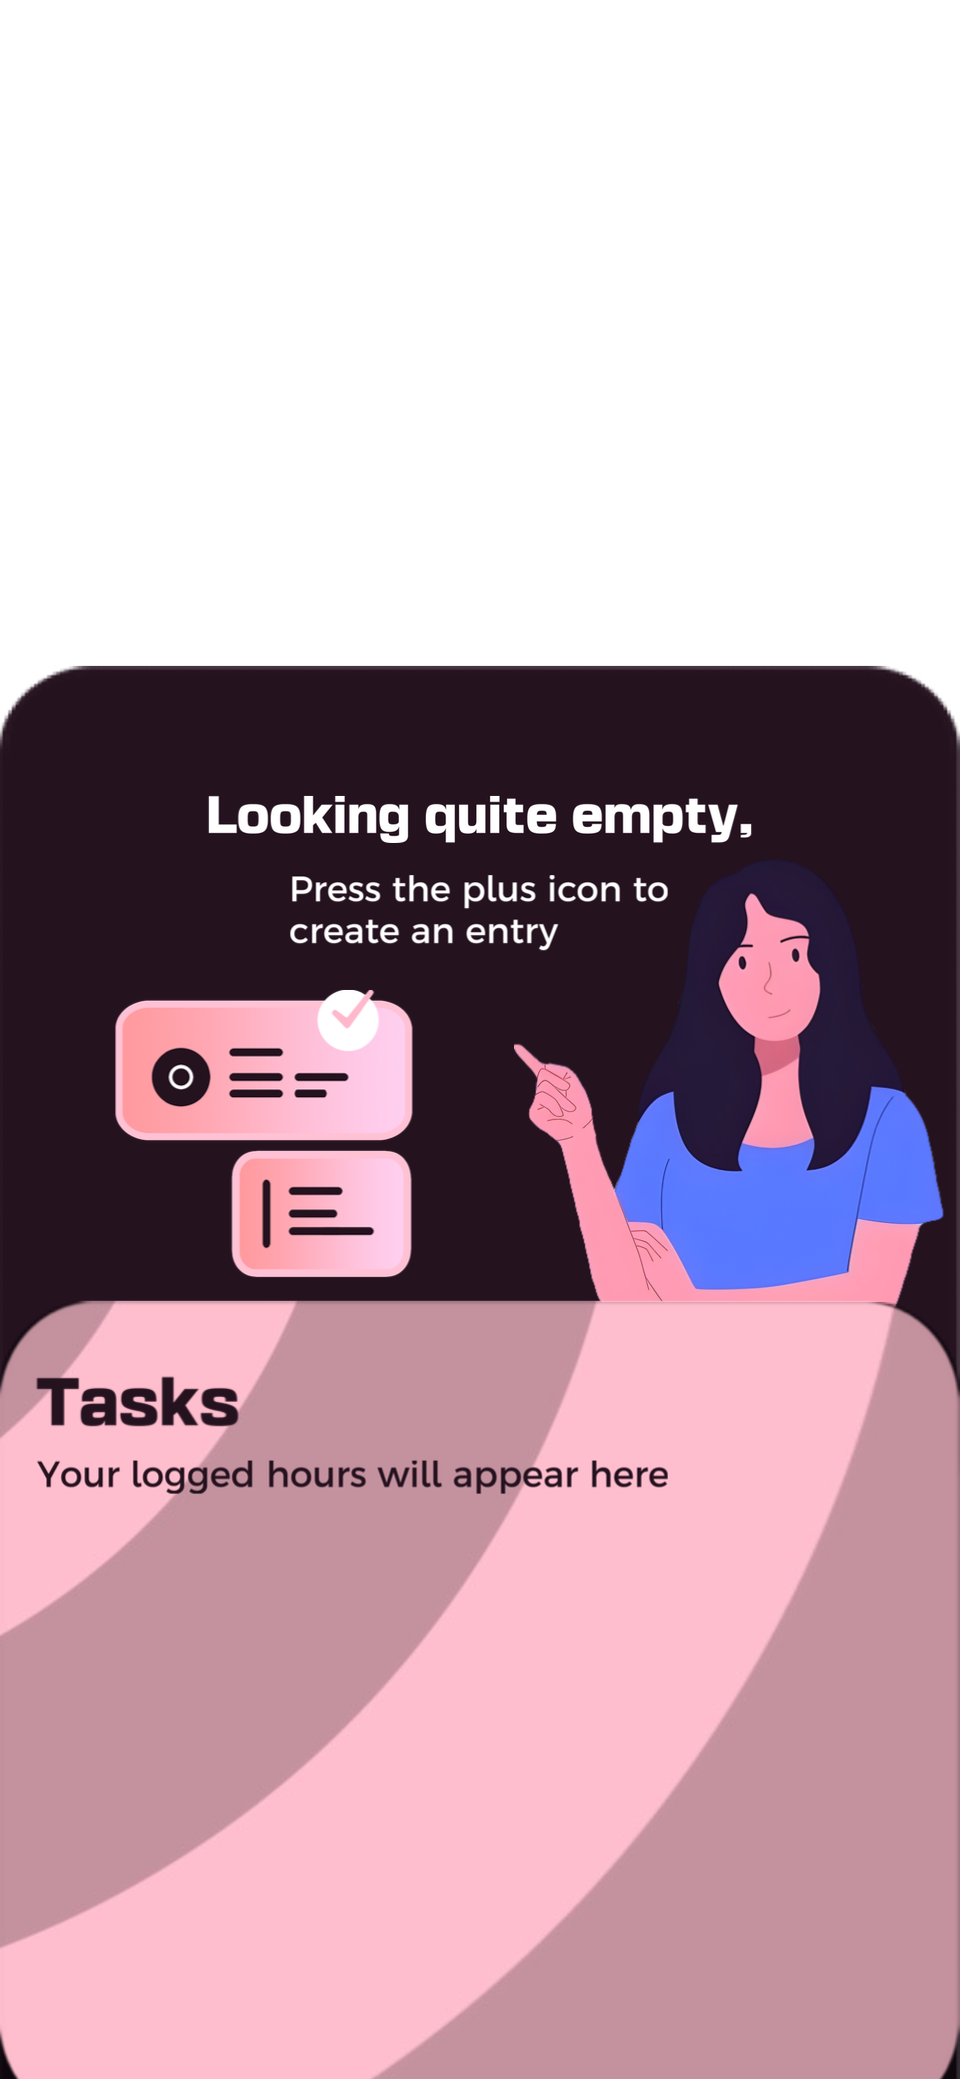 Looking quite empty,
Press the plus icon to
create an entry
Tasks
Your logged hours will appear here